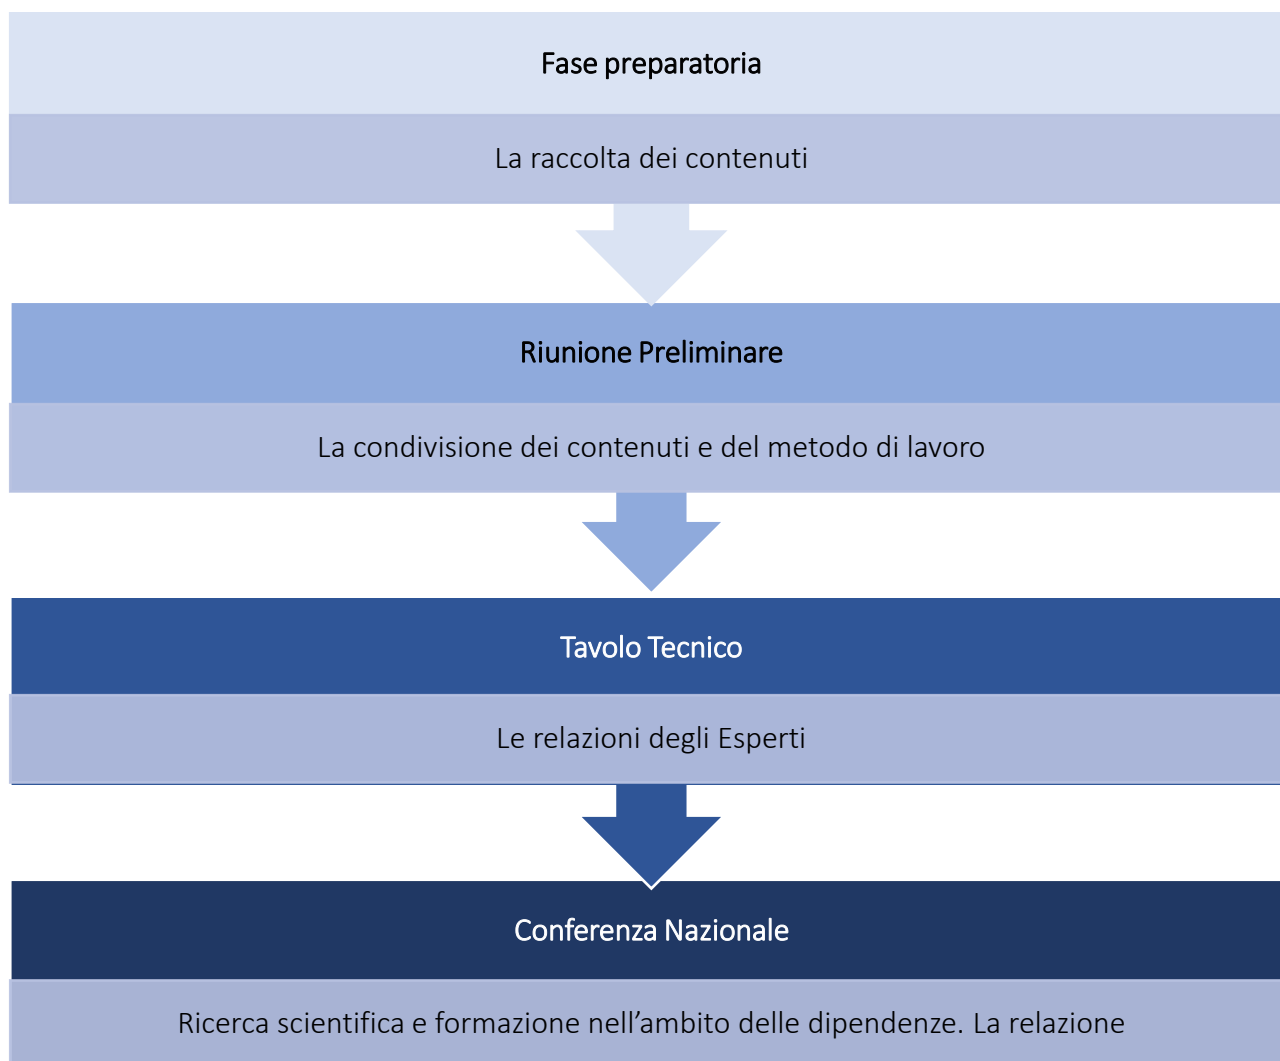 Fase preparatoria
La raccolta dei contenuti
Riunione Preliminare
La condivisione dei contenuti e del metodo di lavoro
Tavolo Tecnico
Le relazioni degli Esperti
Conferenza Nazionale
Ricerca scientifica e formazione nell’ambito delle dipendenze. La relazione